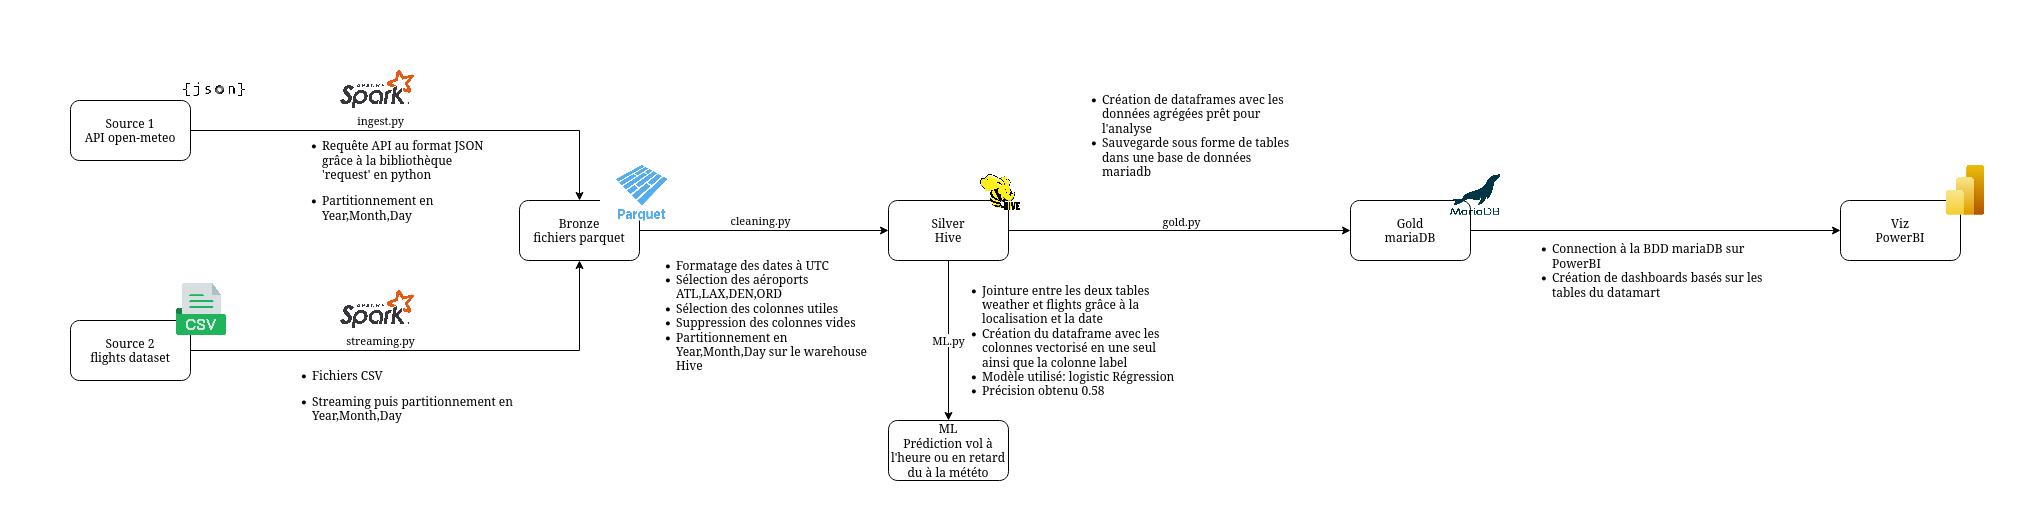 {json}
Source 1
API open-meteo
APACHE
Spark
ingest.py
• Requête API au format JSON
grâce à la bibliothèque
'request' en python
• Partitionnement en
Year,Month,Day
CSV
Source 2
flights dataset
APACHE
Spark
streaming.py
• Fichiers CSV
• Streaming puis partitionnement en
Year,Month,Day
Parquet
Bronze
fichiers parquet
cleaning.py
• Formatage des dates à UTC
• Sélection des aéroports
ATL,LAX,DEN,ORD
• Sélection des colonnes utiles
• Suppression des colonnes vides
• Partitionnement en
Year,Month,Day sur le warehouse
Hive
HIVE
Silver
Hive
ML.py
• Jointure entre les deux tables
weather et flights grâce à la
localisation et la date
• Création du dataframe avec les
colonnes vectorisé en une seul
ainsi que la colonne label
• Modèle utilisé: logistic Régression
• Précision obtenu 0.58
ML
Prédiction vol à
l'heure ou en retard
du à la météto
• Création de dataframes avec les
données agrégées prêt pour
l'analyse
• Sauvegarde sous forme de tables
dans une base de données
mariadb
gold.py
MariaDB
Gold
mariaDB
• Connection à la BDD mariaDB sur
PowerBI
• Création de dashboards basés sur les
tables du datamart
Viz
PowerBI